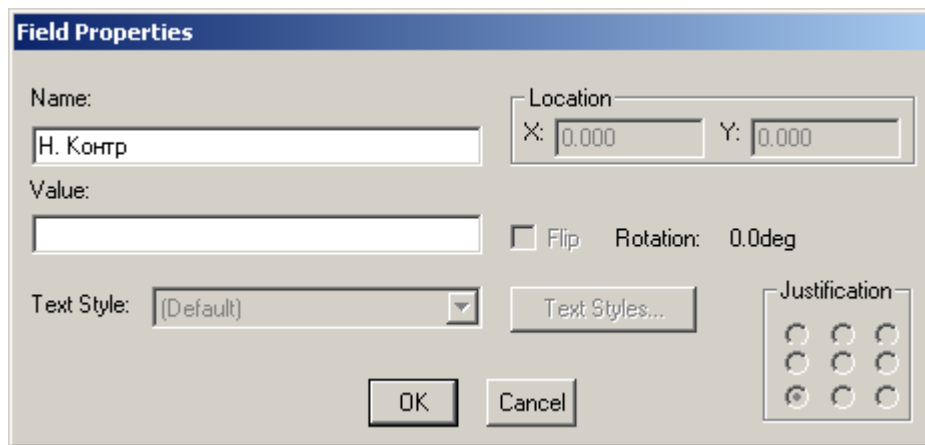 Field Properties
Name:
Н. Контр
Value:
Location
X: 0.000 Y: 0.000
Flip Rotation: 0.0deg
Text Style: (Default) Text Styles...
Justification
OK Cancel